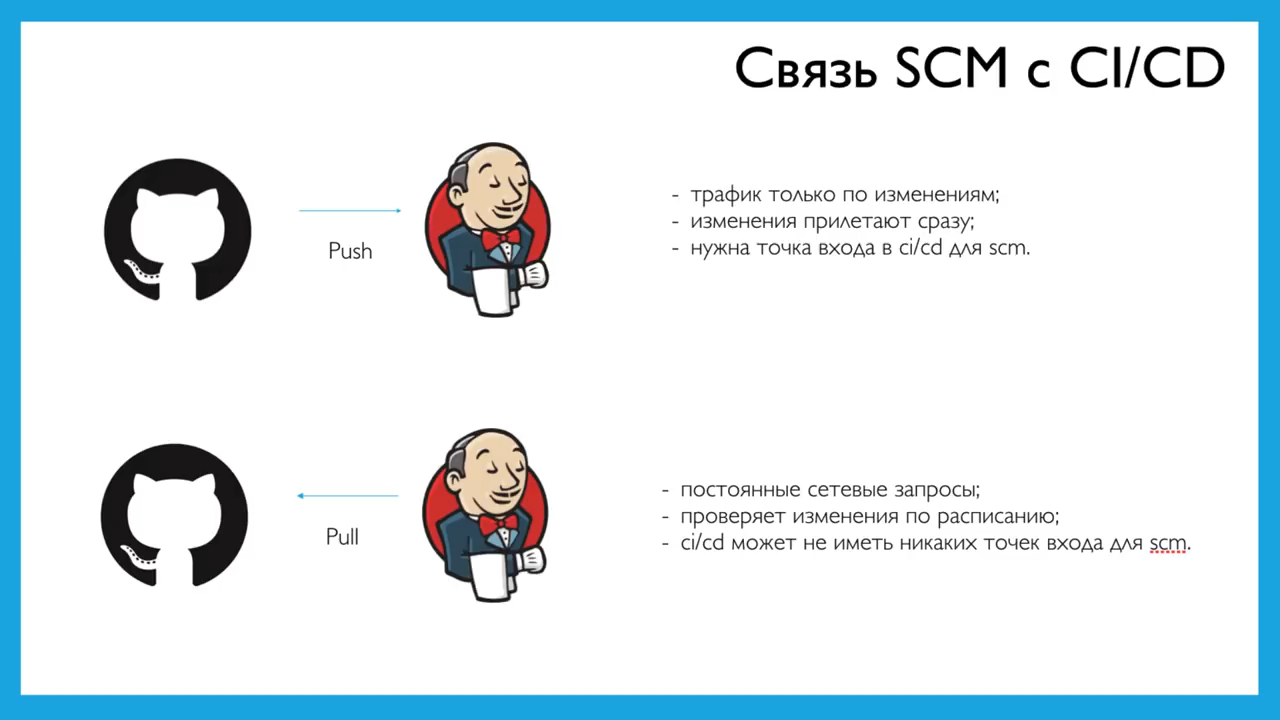 Связь SCM с CI/CD
- трафик только по изменениям;
- изменения прилетают сразу;
- нужна точка входа в ci/cd для scm.
Push
- постоянные сетевые запросы;
- проверяет изменения по расписанию;
- ci/cd может не иметь никаких точек входа для scm.
Pull